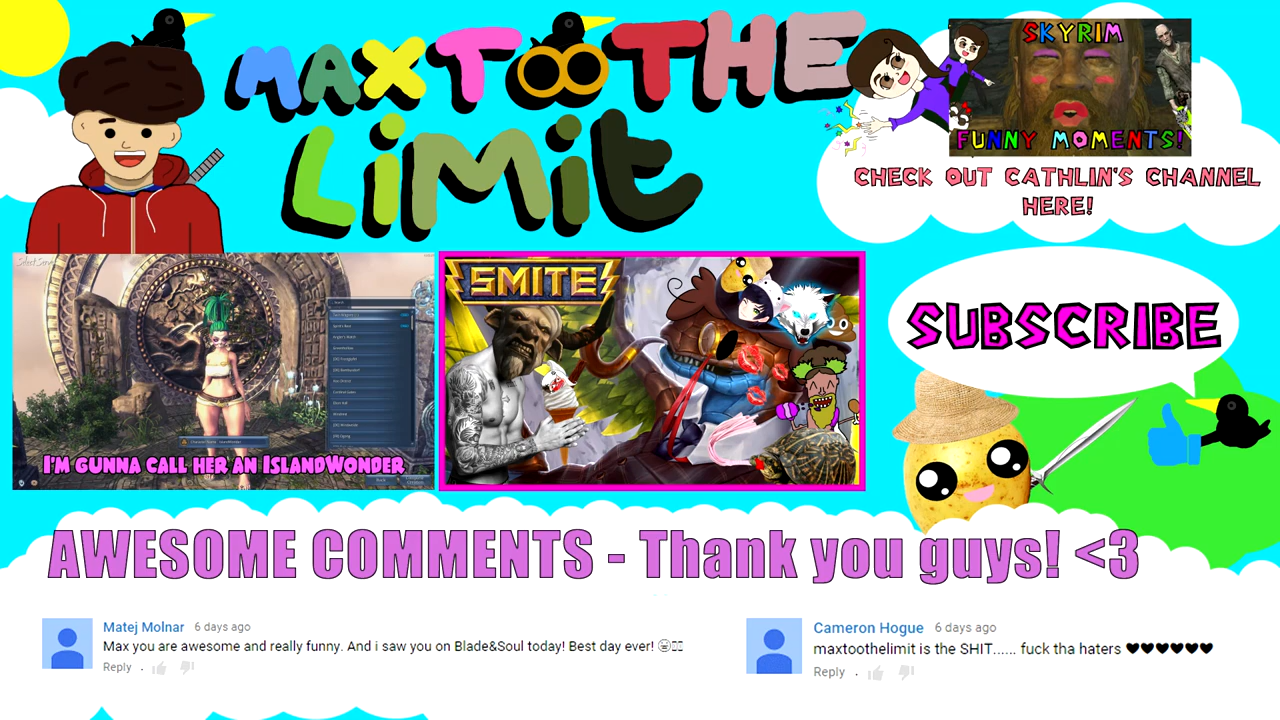 MAXTOOTHE
LiMit
SKYRIM
FUNNY MOMENTS!
CHECK OUT CATHLIN'S CHANNEL
HERE!
Select Server
SMITE
SUBSCRIBE
I'M GUNNA CALL HER AN ISLANDWONDER
AWESOME COMMENTS - Thank you guys! <3
Matej Molnar 6 days ago
Max you are awesome and really funny. And i saw you on Blade&Soul today! Best day ever!
Reply
Cameron Hogue 6 days ago
maxtoothelimit is the SHIT...... fuck tha haters ♥♥♥♥♥♥
Reply